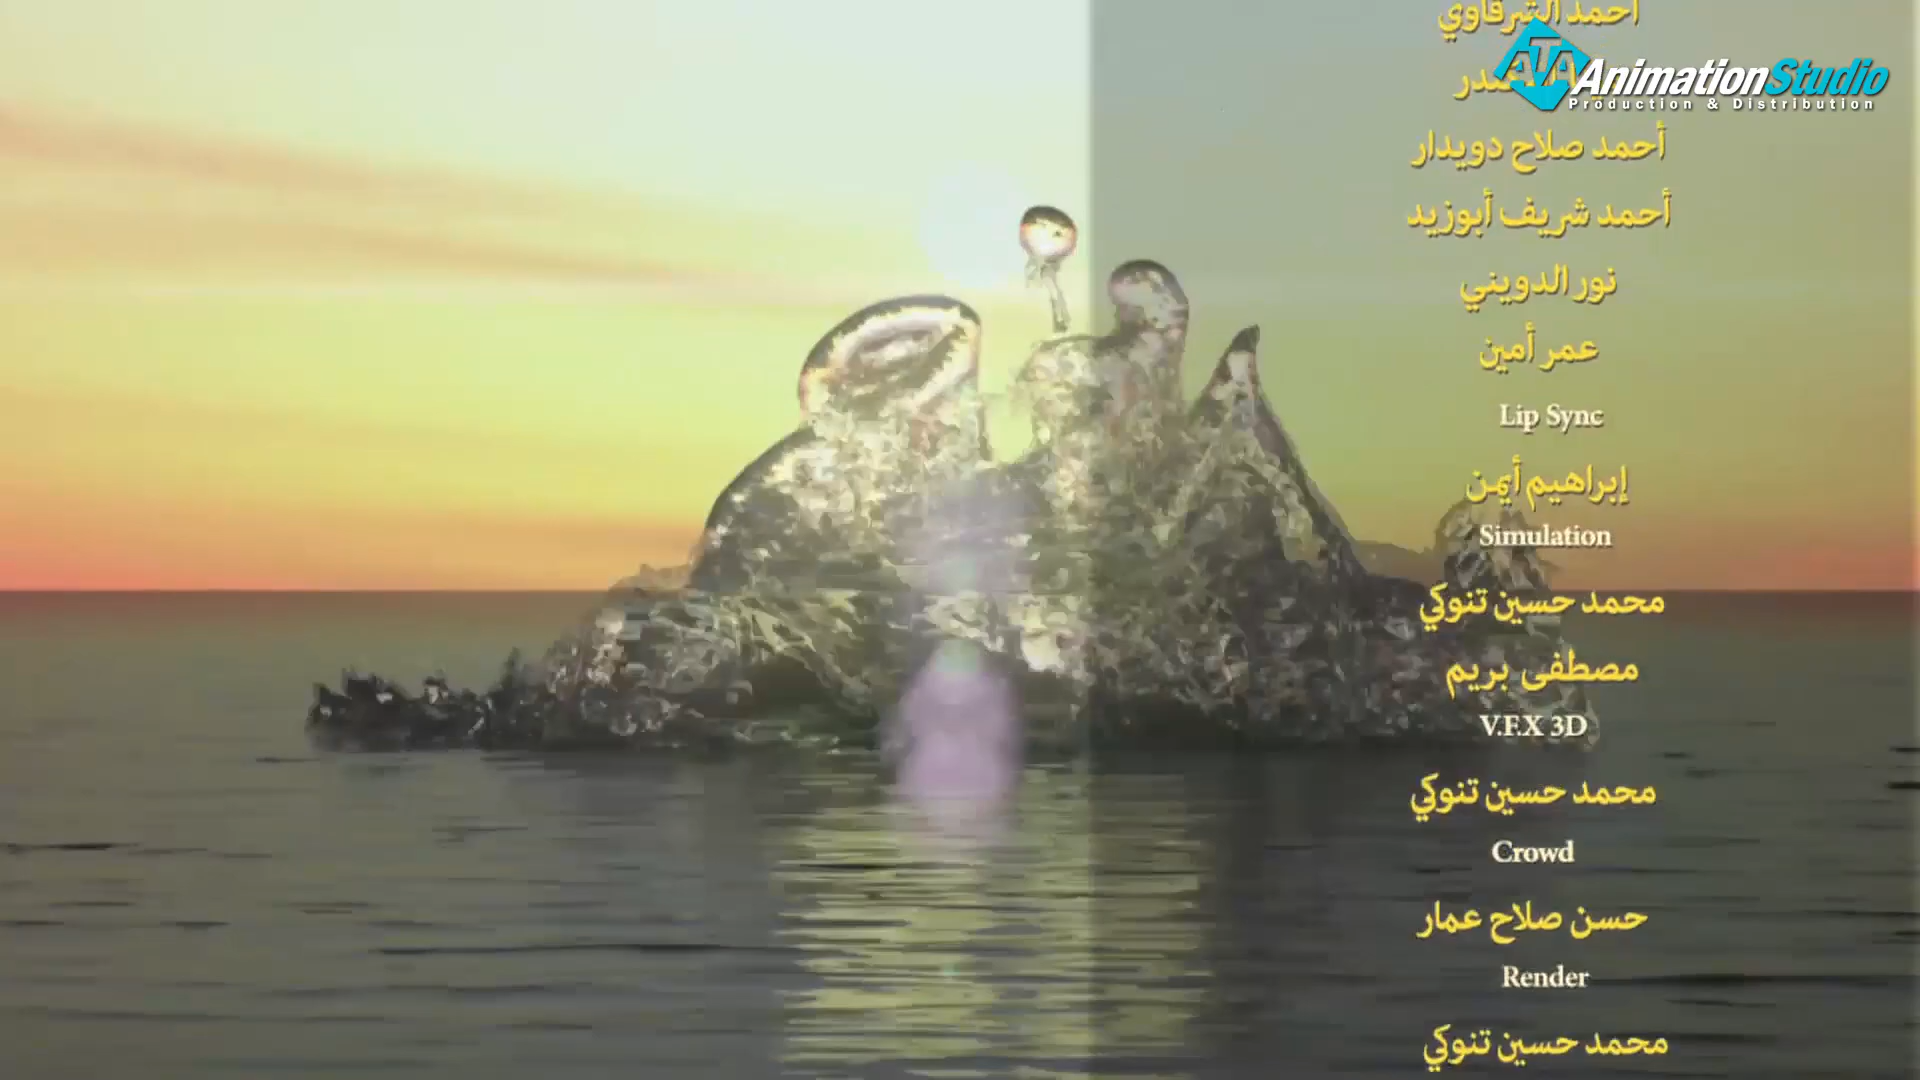 أحمد الشرقاوي
AnimationStudio
Production & Distribution
أحمد صلاح دويدار
أحمد شريف أبوزيد
نور الدويني
عمر أمين
Lip Sync
إبراهيم أيمن
Simulation
محمد حسين تنوكي
مصطفى بريم
V.F.X 3D
محمد حسين تنوكي
Crowd
حسن صلاح عمار
Render
محمد حسين تنوكي